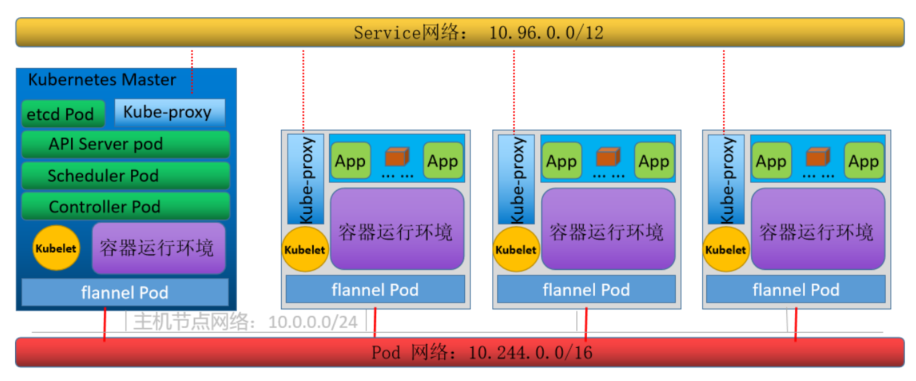 Service网络： 10.96.0.0/12
Kubernetes Master
etcd Pod
Kube-proxy
API Server pod
Scheduler Pod
Controller Pod
Kubelet
容器运行环境
flannel Pod
Kube-proxy
App
... ...
App
Kubelet
容器运行环境
flannel Pod
Kube-proxy
App
... ...
App
Kubelet
容器运行环境
flannel Pod
Kube-proxy
App
... ...
App
Kubelet
容器运行环境
flannel Pod
主机节点网络：10.0.0.0/24
Pod 网络：10.244.0.0/16